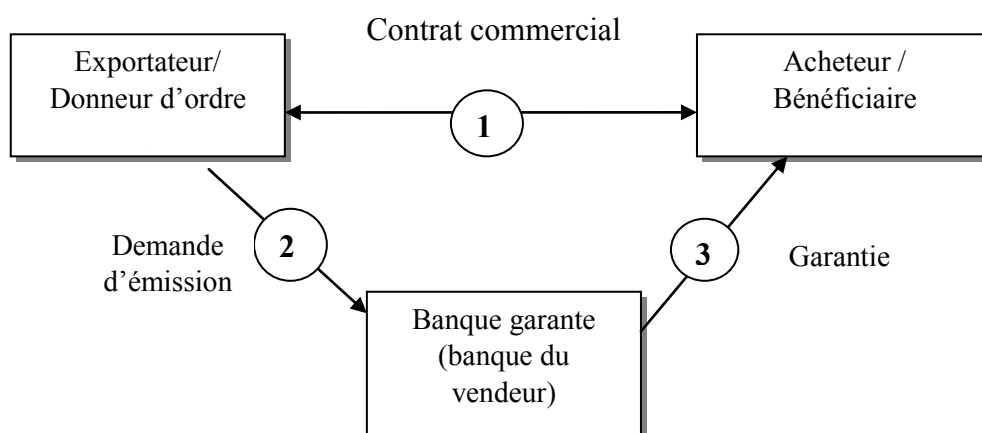 Contrat commercial
Exportateur/
Donneur d’ordre
Acheteur /
Bénéficiaire
1
Demande
d’émission
2
3
Garantie
Banque garante
(banque du
vendeur)